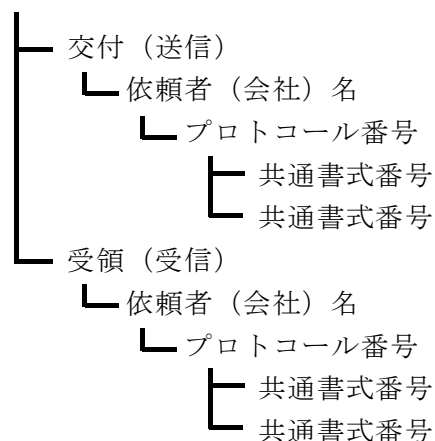 交付（送信）
依頼者（会社）名
プロトコール番号
共通書式番号
共通書式番号
受領（受信）
依頼者（会社）名
プロトコール番号
共通書式番号
共通書式番号